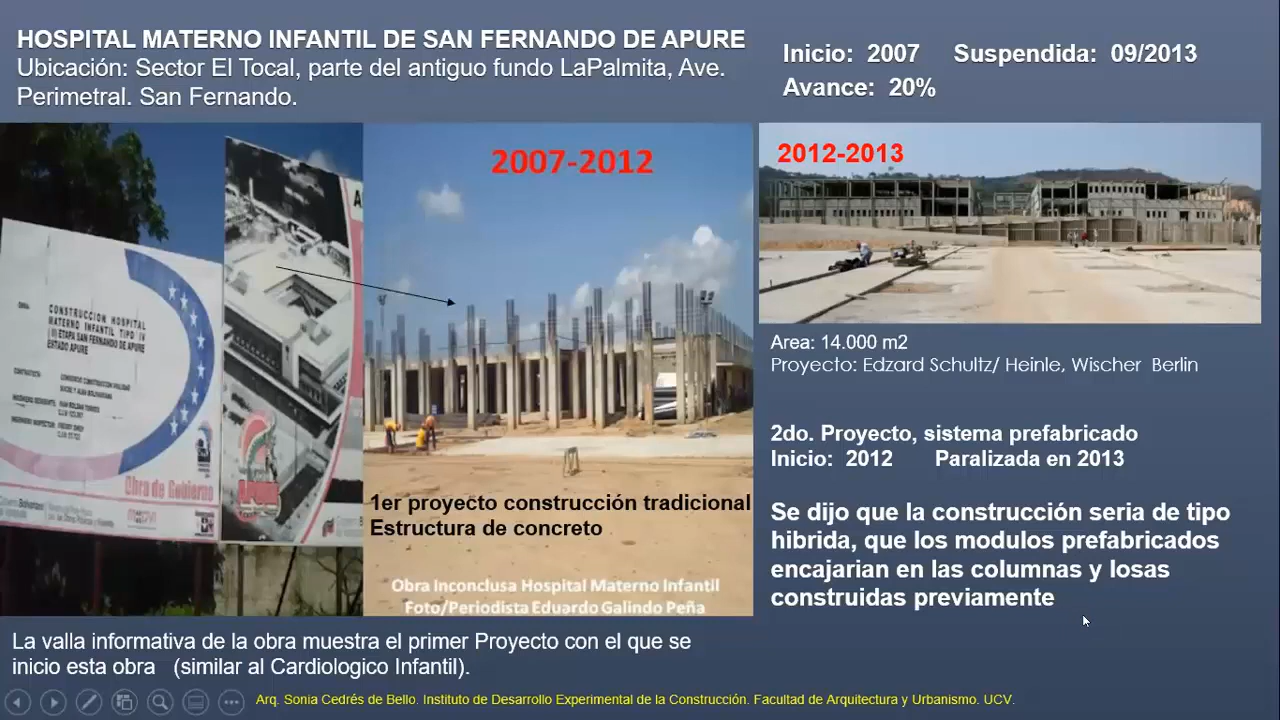 HOSPITAL MATERNO INFANTIL DE SAN FERNANDO DE APURE
Ubicación: Sector El Tocal, parte del antiguo fundo LaPalmita, Ave.
Perimetral. San Fernando.
Inicio: 2007 Suspendida: 09/2013
Avance: 20%
CONSTRUCCION HOSPITAL
MATERNO INFANTIL TIPO IV
ESTADO APURE
Obra de Gobierno
APURE
2007-2012
1er proyecto construcción tradicional
Estructura de concreto
Obra Inconclusa Hospital Materno Infantil
Foto/Periodista Eduardo Galindo Peña
2012-2013
Area: 14.000 m2
Proyecto: Edzard Schultz/ Heinle, Wischer Berlin
2do. Proyecto, sistema prefabricado
Inicio: 2012 Paralizada en 2013
Se dijo que la construcción seria de tipo
hibrida, que los modulos prefabricados
encajarian en las columnas y losas
construidas previamente
La valla informativa de la obra muestra el primer Proyecto con el que se
inicio esta obra (similar al Cardiologico Infantil).
Arq. Sonia Cedrés de Bello. Instituto de Desarrollo Experimental de la Construcción. Facultad de Arquitectura y Urbanismo. UCV.